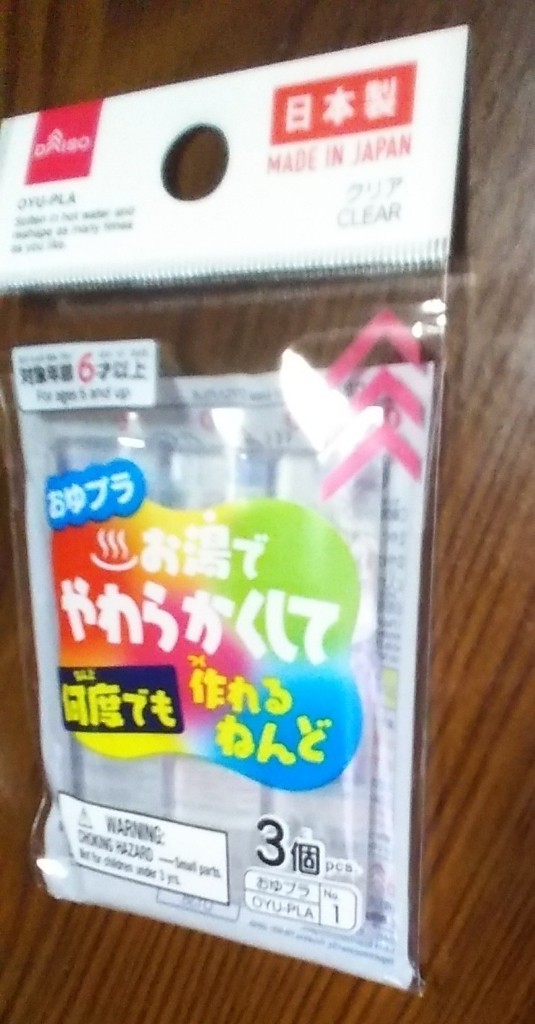 DAISO
日本製
MADE IN JAPAN
OYU-PLA
Soften in hot water and
reshape as many times
as you like.
クリア
CLEAR
対象年齢6才以上
For ages 6 and up
おゆプラ
お湯で
やわらかくして
何度でも
作れる
ねんど
WARNING:
CHOKING HAZARD —Small parts.
Not for children under 3 yrs.
3個 pcs
おゆプラ
OYU-PLA
No
1